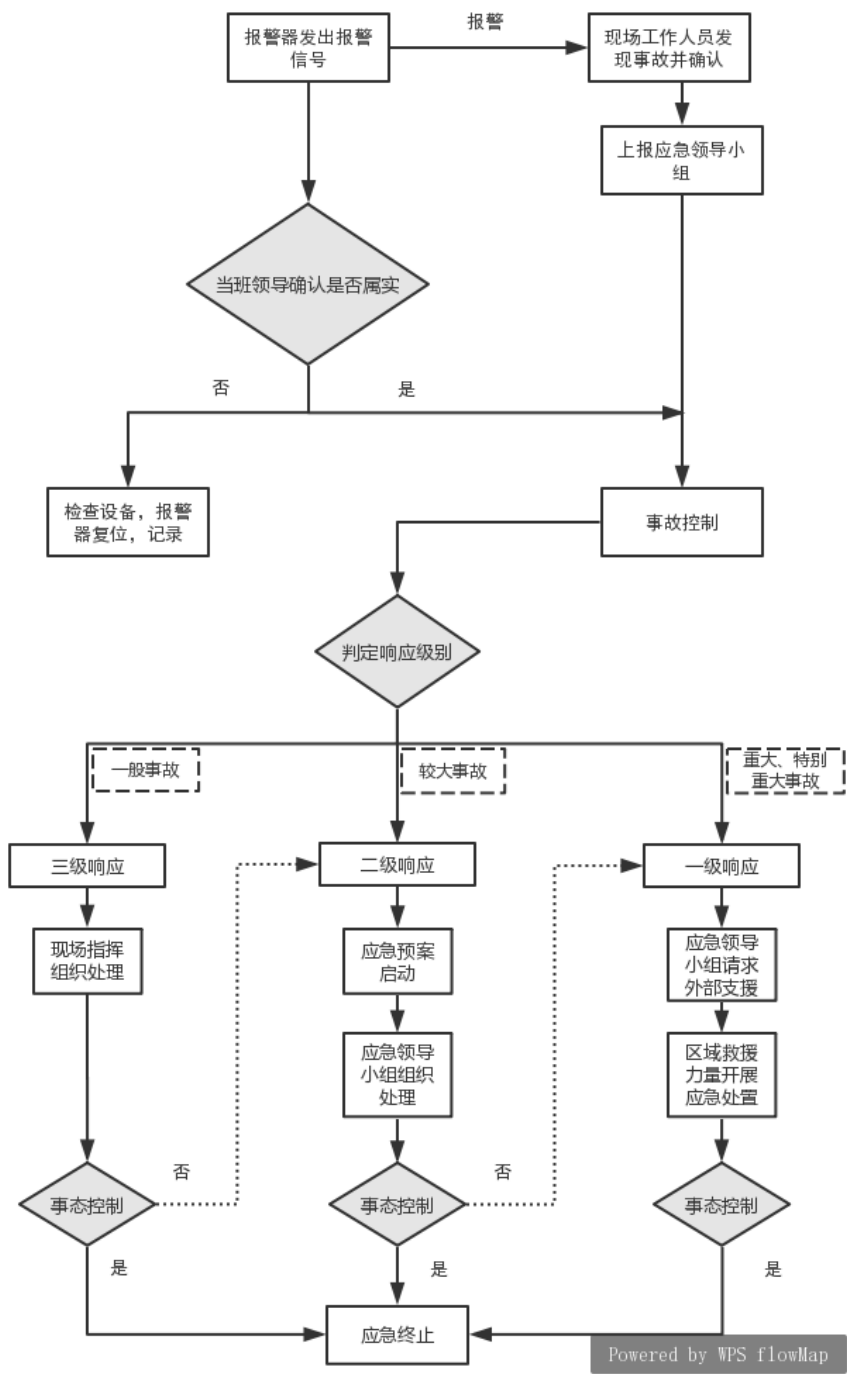 报警器发出报警
信号
报警
现场工作人员发
现事故并确认
上报应急领导小
组
当班领导确认是否属实
否
是
检查设备，报警
器复位，记录
事故控制
判定响应级别
一般事故
较大事故
重大、特别
重大事故
三级响应
二级响应
一级响应
现场指挥
组织处理
应急预案
启动
应急领导
小组请求
外部支援
应急领导
小组组织
处理
区域救援
力量开展
应急处置
否
否
事态控制
事态控制
事态控制
是
是
是
应急终止
Powered by WPS flowMap